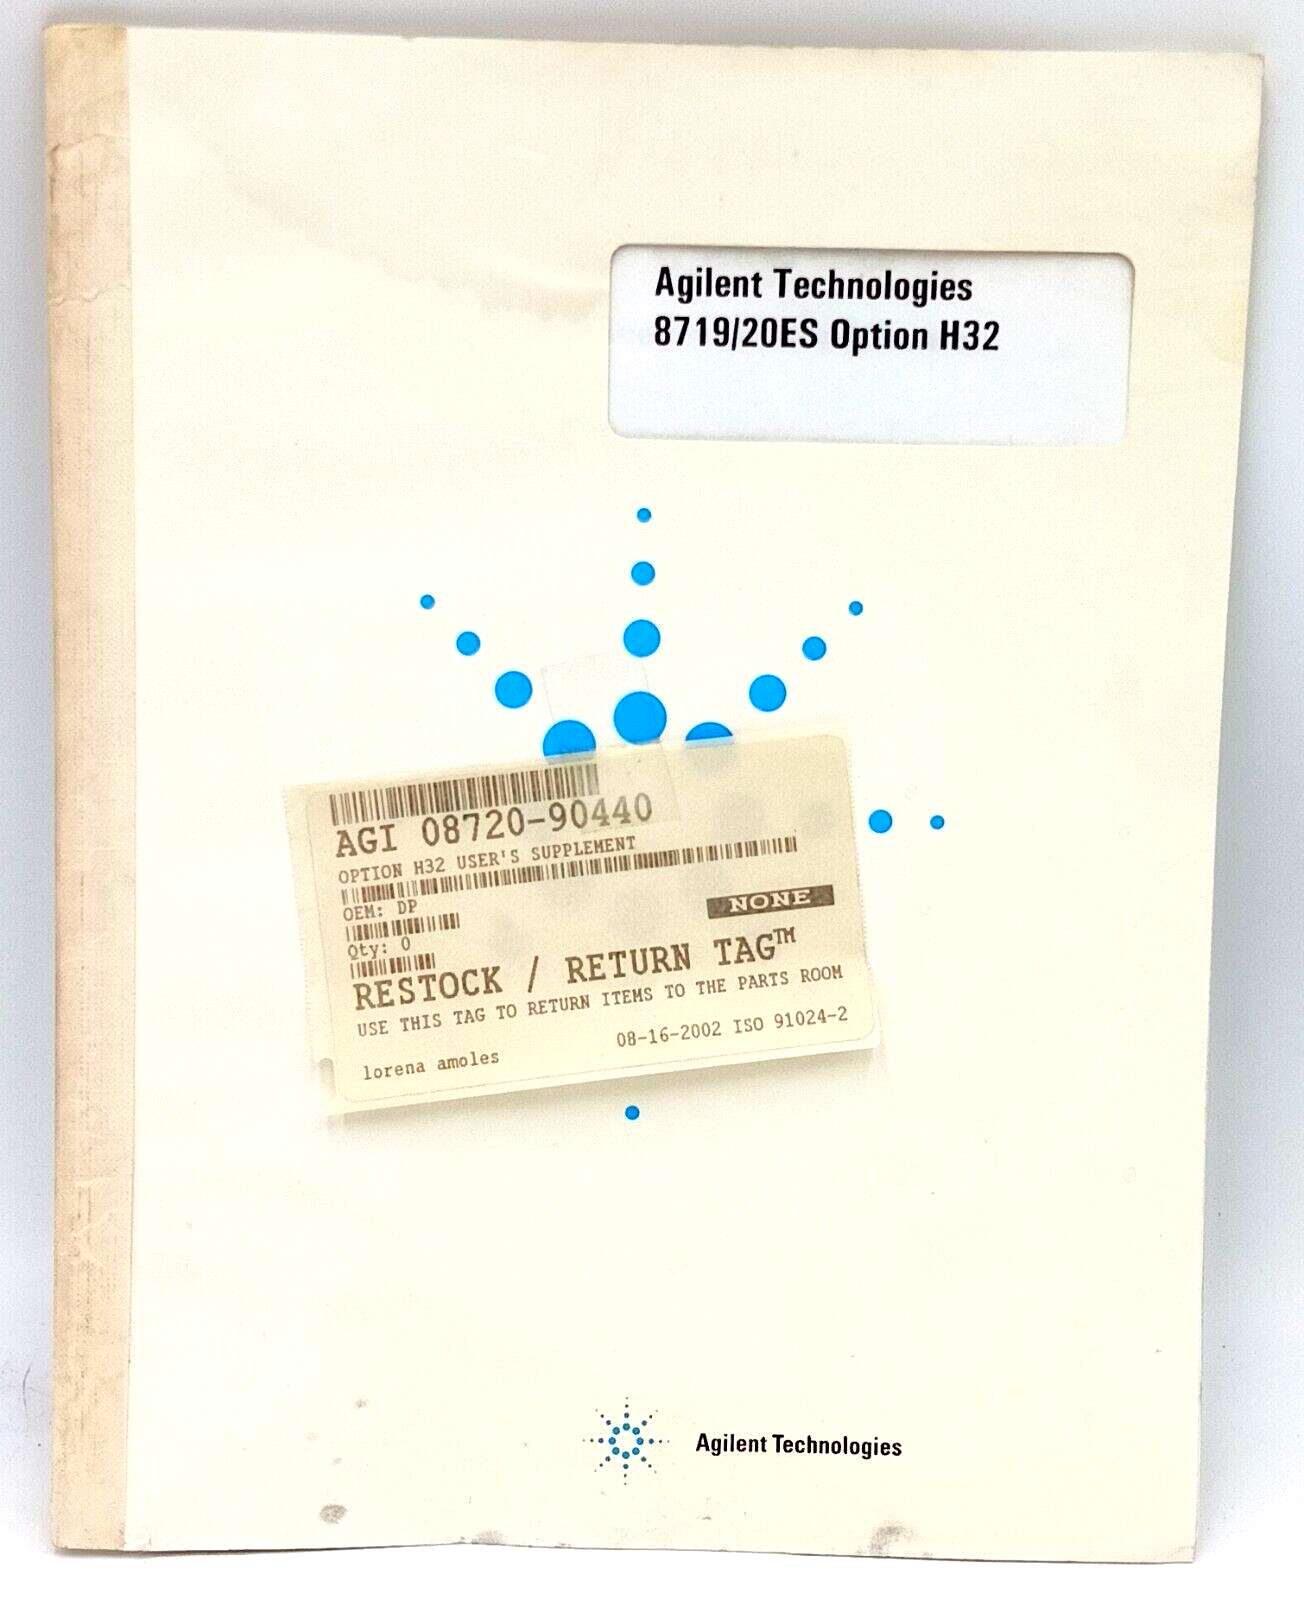 Agilent Technologies
8719/20ES Option H32
AGI 08720-90440
OPTION H32 USER'S SUPPLEMENT
OEM: DP
NONE
Qty: 0
RESTOCK / RETURN TAG™
USE THIS TAG TO RETURN ITEMS TO THE PARTS ROOM
08-16-2002 ISO 91024-2
lorena amoles
Agilent Technologies